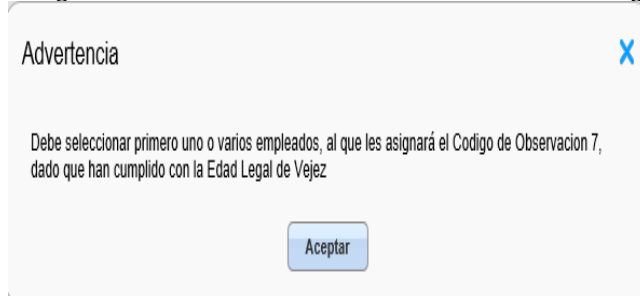 Advertencia
X
Debe seleccionar primero uno o varios empleados, al que les asignará el Codigo de Observacion 7,
dado que han cumplido con la Edad Legal de Vejez
Aceptar